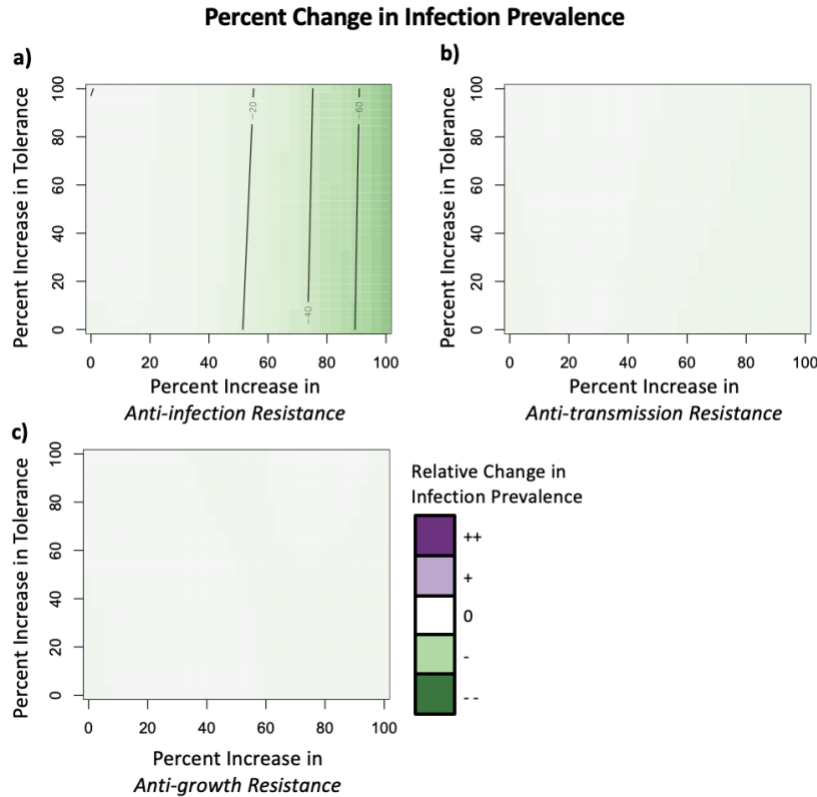 Percent Change in Infection Prevalence
a)
Percent Increase in Tolerance
100
80
60
40
20
0
-20
-40
-60
0 20 40 60 80 100
Percent Increase in
Anti-infection Resistance
b)
Percent Increase in Tolerance
100
80
60
40
20
0
0 20 40 60 80 100
Percent Increase in
Anti-transmission Resistance
c)
Percent Increase in Tolerance
100
80
60
40
20
0
0 20 40 60 80 100
Percent Increase in
Anti-growth Resistance
Relative Change in
Infection Prevalence
++
+
0
-
--